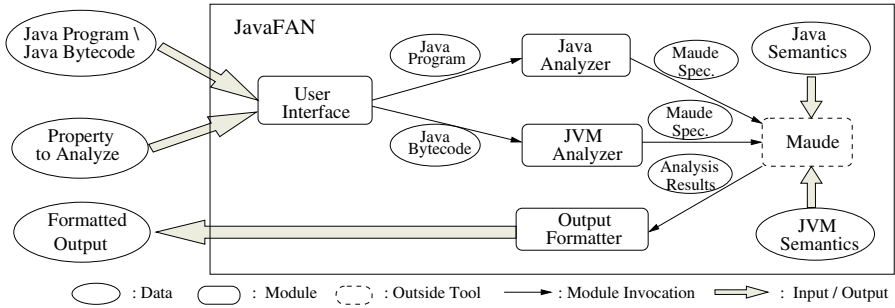 JavaFAN
Java Program \
Java Bytecode
Property
to Analyze
Formatted
Output
User
Interface
Java
Program
Java
Bytecode
Java
Analyzer
JVM
Analyzer
Output
Formatter
Maude
Spec.
Maude
Spec.
Analysis
Results
Java
Semantics
Maude
JVM
Semantics
: Data
: Module
: Outside Tool
: Module Invocation
: Input / Output